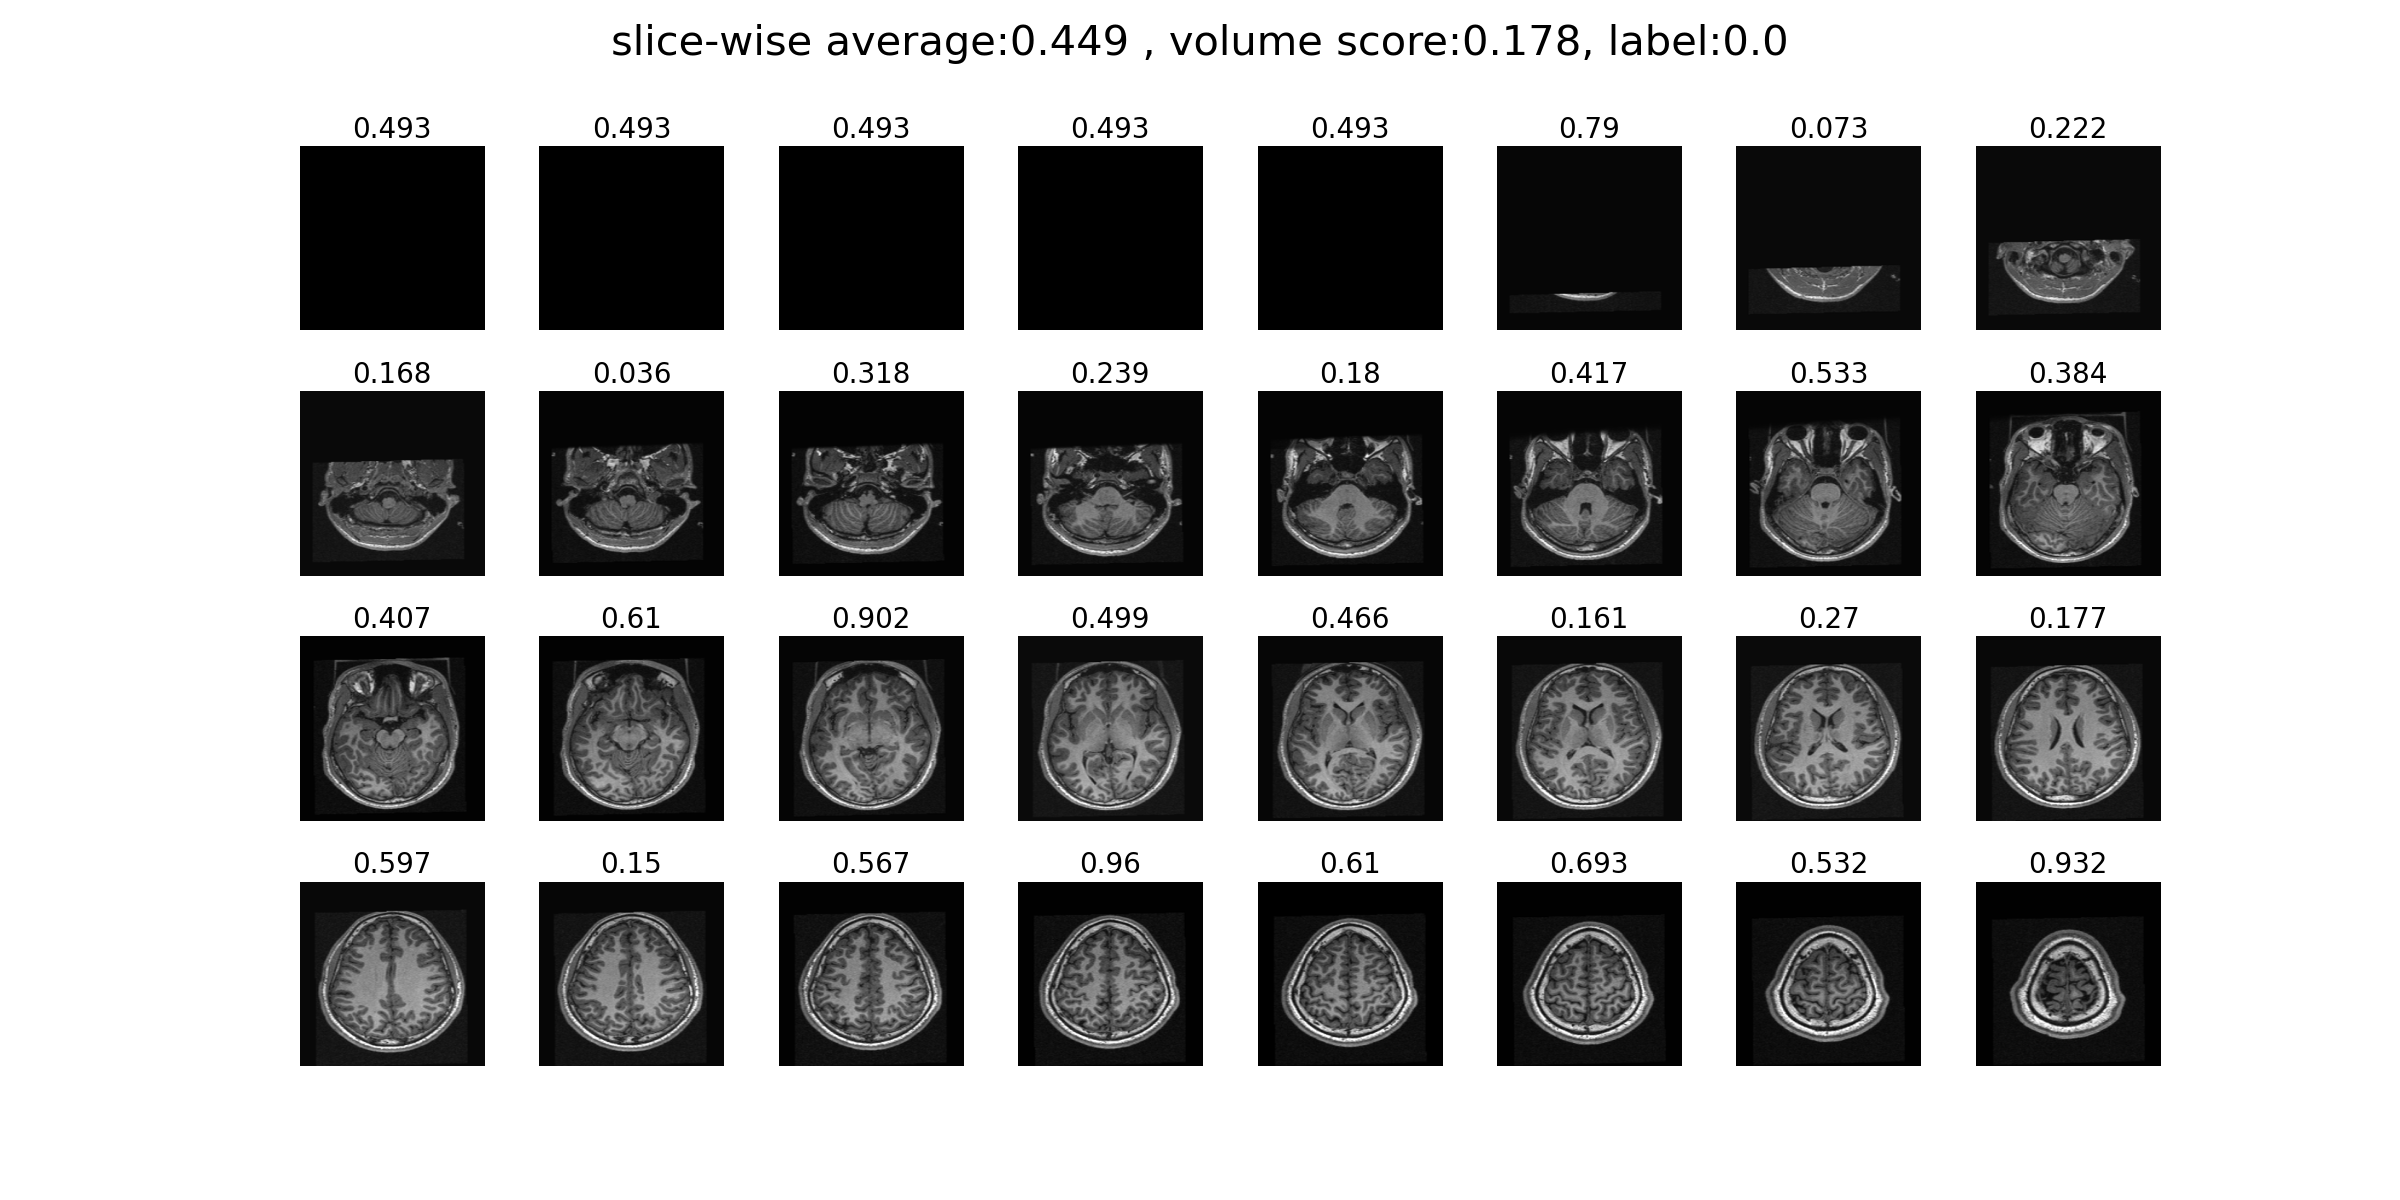 slice-wise average:0.449 , volume score:0.178, label:0.0
0.493 0.493 0.493 0.493 0.493 0.79 0.073 0.222
0.168 0.036 0.318 0.239 0.18 0.417 0.533 0.384
0.407 0.61 0.902 0.499 0.466 0.161 0.27 0.177
0.597 0.15 0.567 0.96 0.61 0.693 0.532 0.932